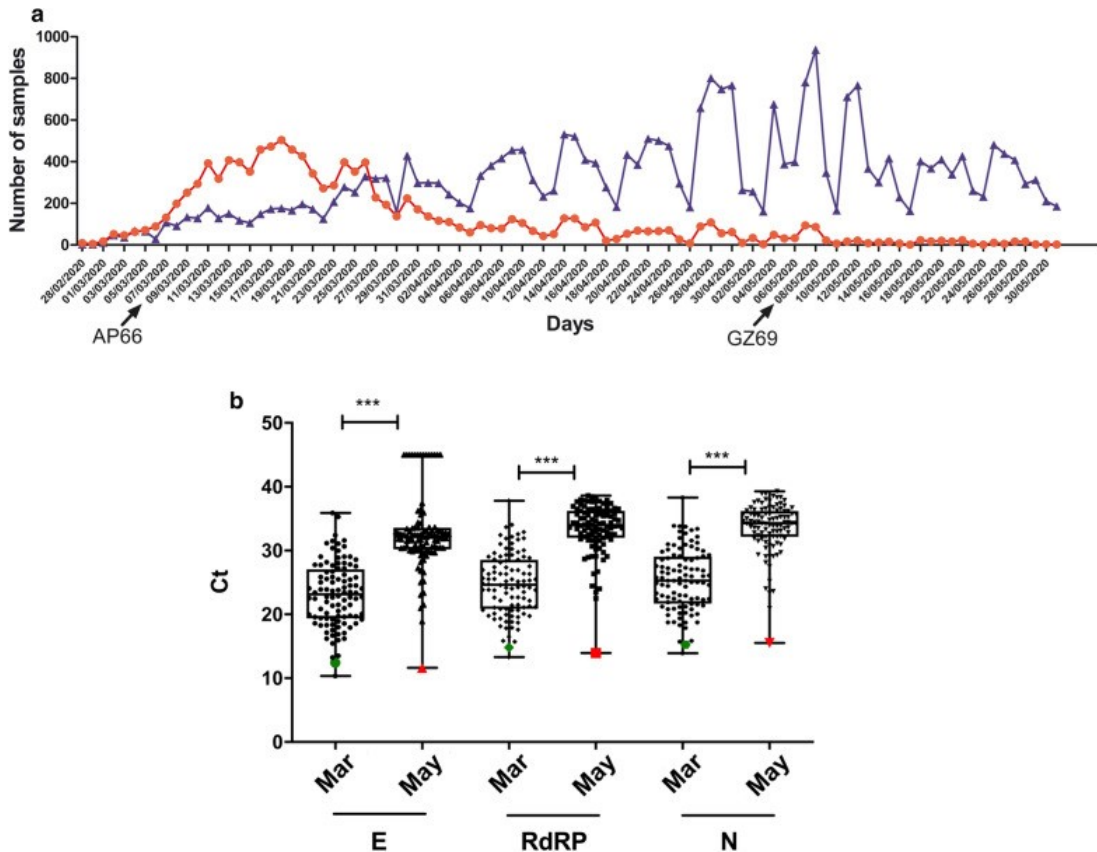 a
Number of samples
1000
800
600
400
200
0
28/02/2020 01/03/2020 03/03/2020 05/03/2020 07/03/2020 09/03/2020 11/03/2020 13/03/2020 15/03/2020 17/03/2020 19/03/2020 21/03/2020 23/03/2020 25/03/2020 27/03/2020 29/03/2020 31/03/2020 02/04/2020 04/04/2020 06/04/2020 08/04/2020 10/04/2020 12/04/2020 14/04/2020 16/04/2020 18/04/2020 20/04/2020 22/04/2020 24/04/2020 26/04/2020 28/04/2020 30/04/2020 02/05/2020 04/05/2020 06/05/2020 08/05/2020 10/05/2020 12/05/2020 14/05/2020 16/05/2020 18/05/2020 20/05/2020 22/05/2020 24/05/2020 26/05/2020 28/05/2020 30/05/2020
Days
AP66 GZ69
b
Ct
50
40
30
20
10
0
*** *** ***
Mar May Mar May Mar May
E RdRP N